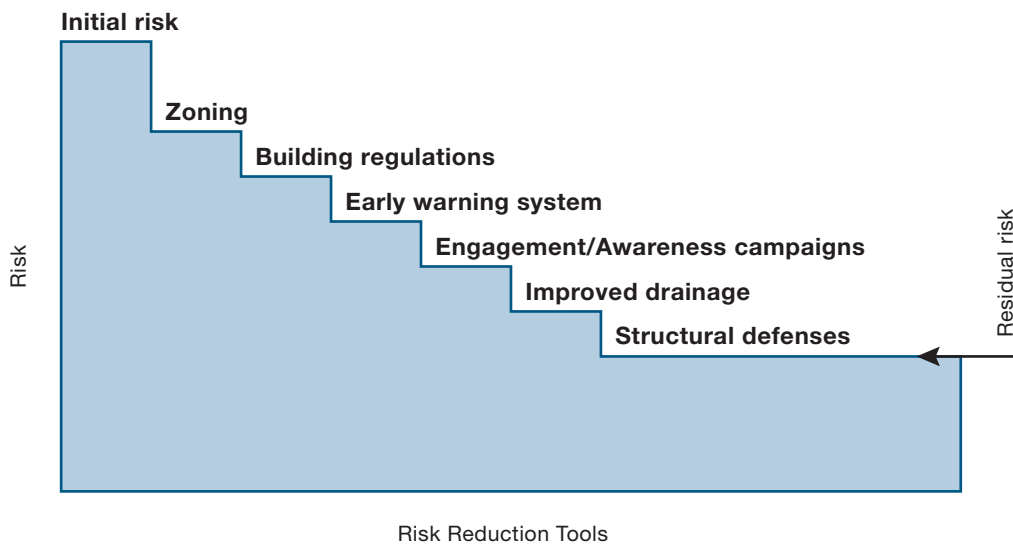 Initial risk
Zoning
Building regulations
Early warning system
Engagement/Awareness campaigns
Improved drainage
Structural defenses
Risk
Residual risk
Risk Reduction Tools